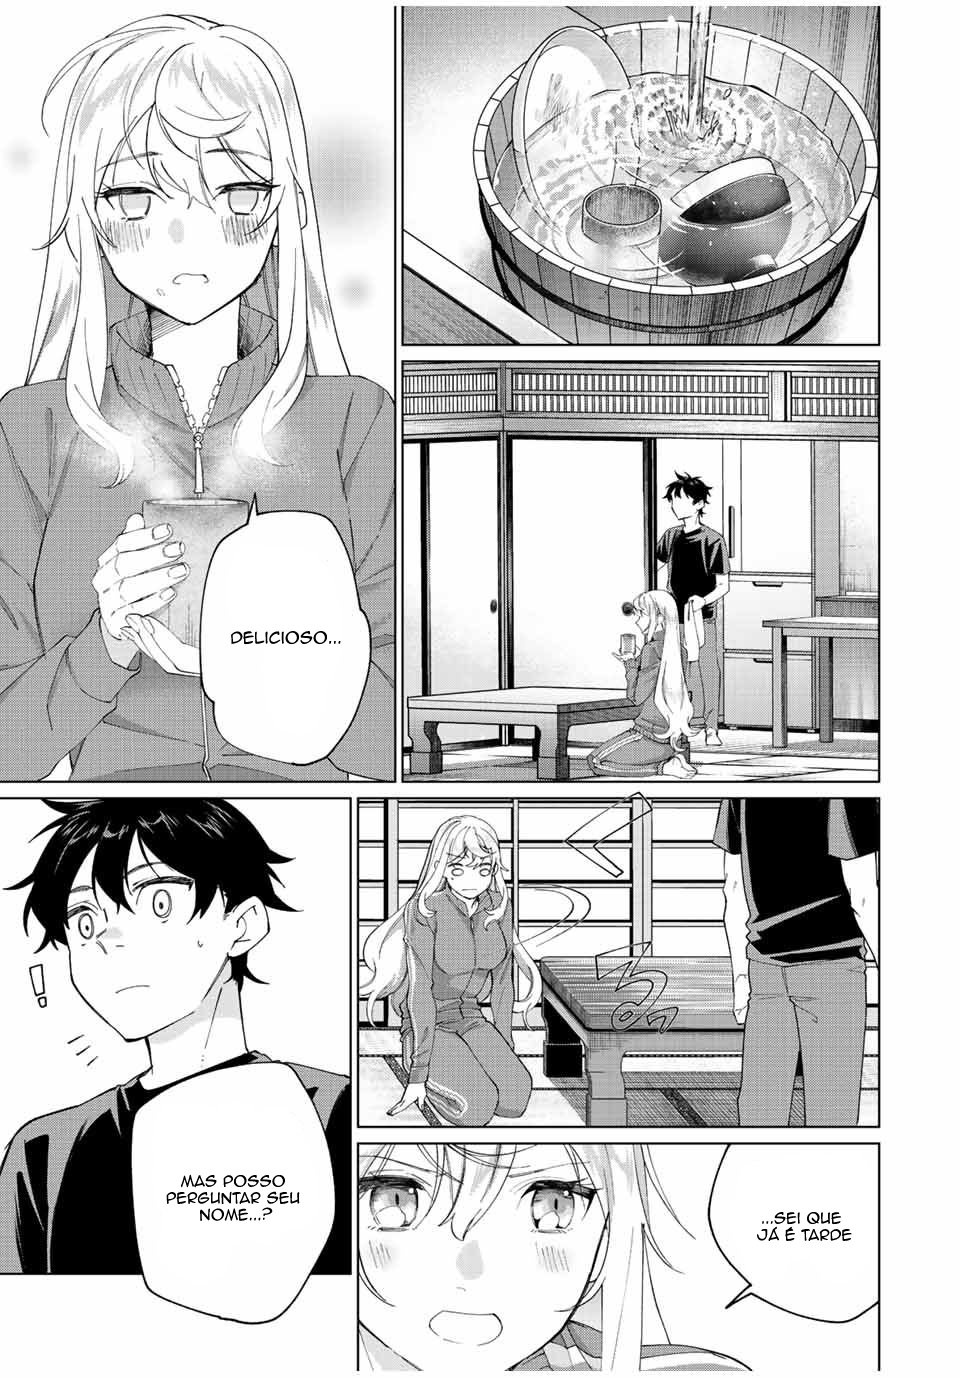 DELICIOSO...
...SEI QUE
JÁ É TARDE
MAS POSSO
PERGUNTAR SEU
NOME...?